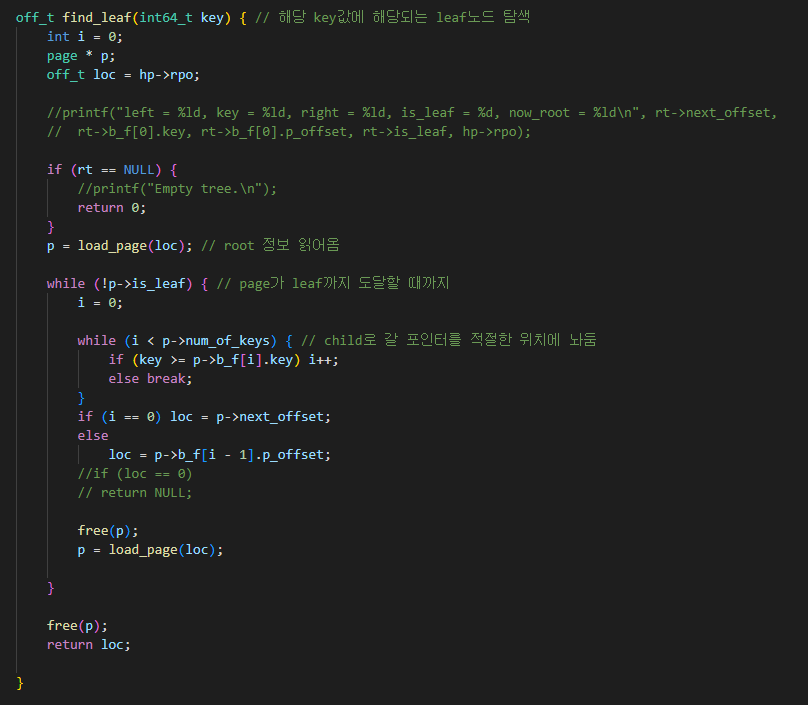 off_t find_leaf(int64_t key) { // 해당 key값에 해당되는 leaf노드 탐색
    int i = 0;
    page * p;
    off_t loc = hp->rpo;

    //printf("left = %ld, key = %ld, right = %ld, is_leaf = %d, now_root = %ld\n", rt->next_offset,
    //  rt->b_f[0].key, rt->b_f[0].p_offset, rt->is_leaf, hp->rpo);

    if (rt == NULL) {
        //printf("Empty tree.\n");
        return 0;
    }
    p = load_page(loc); // root 정보 읽어옴

    while (!p->is_leaf) { // page가 leaf까지 도달할 때까지
        i = 0;

        while (i < p->num_of_keys) { // child로 갈 포인터를 적절한 위치에 놔둠
            if (key >= p->b_f[i].key) i++;
            else break;
        }
        if (i == 0) loc = p->next_offset;
        else
            loc = p->b_f[i - 1].p_offset;
        //if (loc == 0)
        // return NULL;

        free(p);
        p = load_page(loc);

    }

    free(p);
    return loc;

}